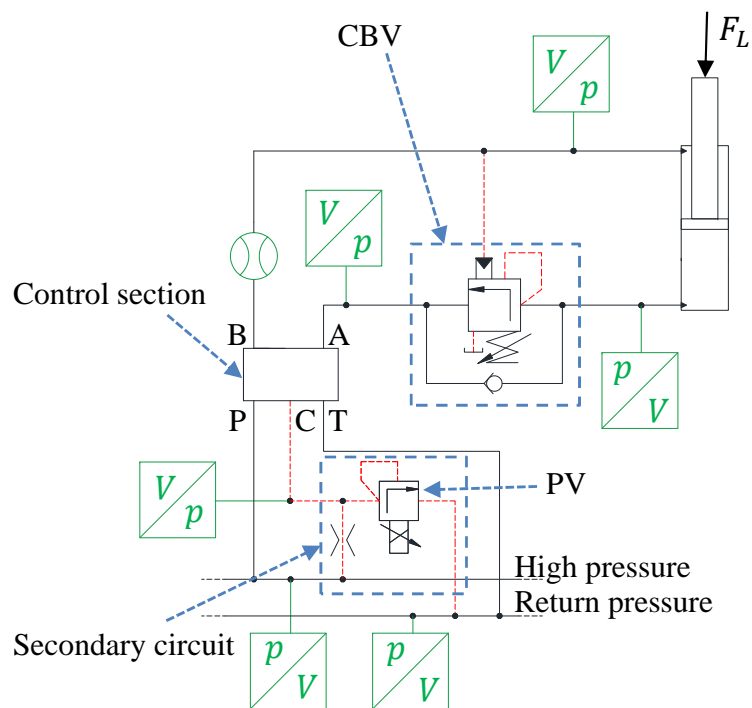 CBV
F_L
V
p
V
p
Control section
B
A
P
C
T
p
V
V
p
PV
High pressure
Return pressure
Secondary circuit
p
V
p
V